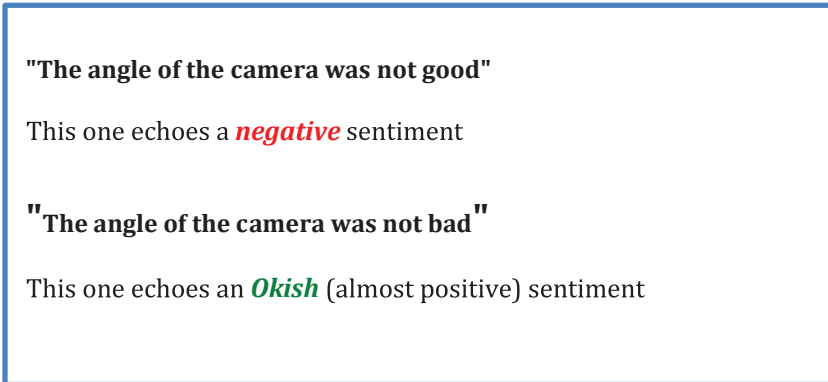 "The angle of the camera was not good"
This one echoes a negative sentiment
"The angle of the camera was not bad"
This one echoes an Okish (almost positive) sentiment